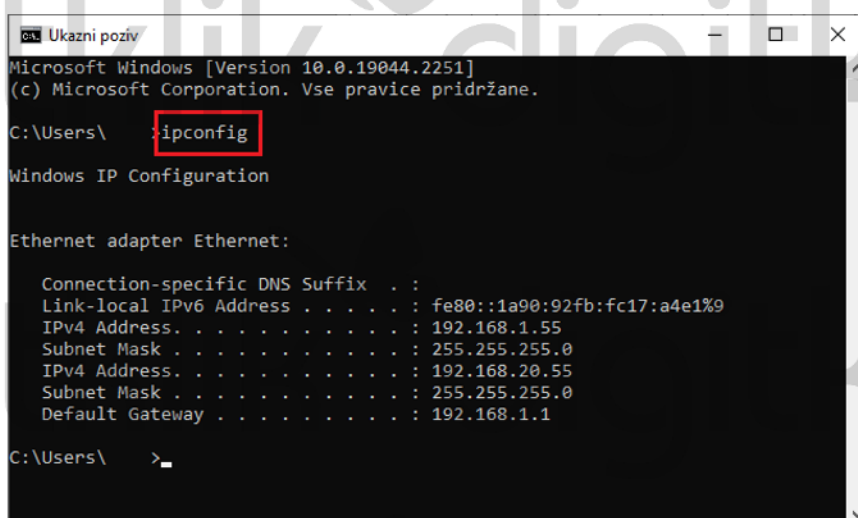 Ukazni poziv
Microsoft Windows [Version 10.0.19044.2251]
(c) Microsoft Corporation. Vse pravice pridržane.
C:\Users\    >ipconfig
Windows IP Configuration
Ethernet adapter Ethernet:
Connection-specific DNS Suffix  . :
Link-local IPv6 Address . . . . . : fe80::1a90:92fb:fc17:a4e1%9
IPv4 Address. . . . . . . . . . . : 192.168.1.55
Subnet Mask . . . . . . . . . . . : 255.255.255.0
IPv4 Address. . . . . . . . . . . : 192.168.20.55
Subnet Mask . . . . . . . . . . . : 255.255.255.0
Default Gateway . . . . . . . . . : 192.168.1.1
C:\Users\    >